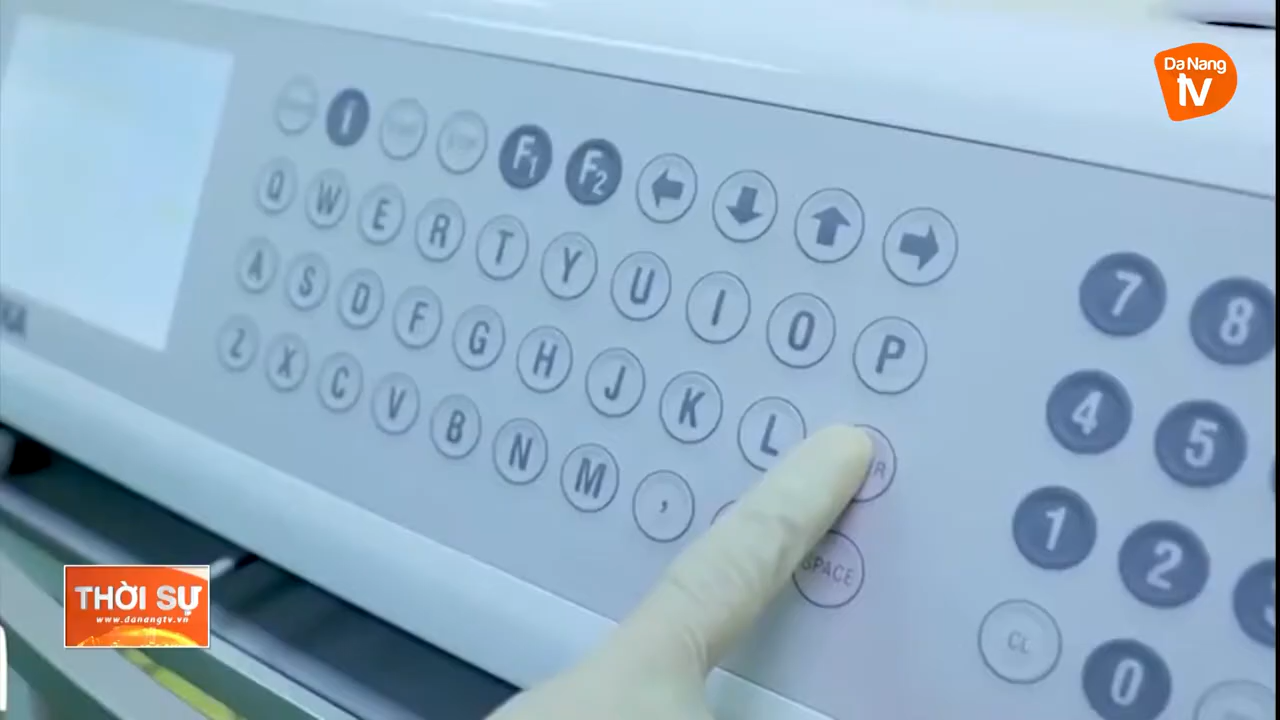 Da Nang
tv
I F1 F2
Q W E R T Y U I O P
A S D F G H J K L
Z X C V B N M ,
SPACE
7 8
4 5
1 2
CL 0
THỜI SỰ
www.danangtv.vn